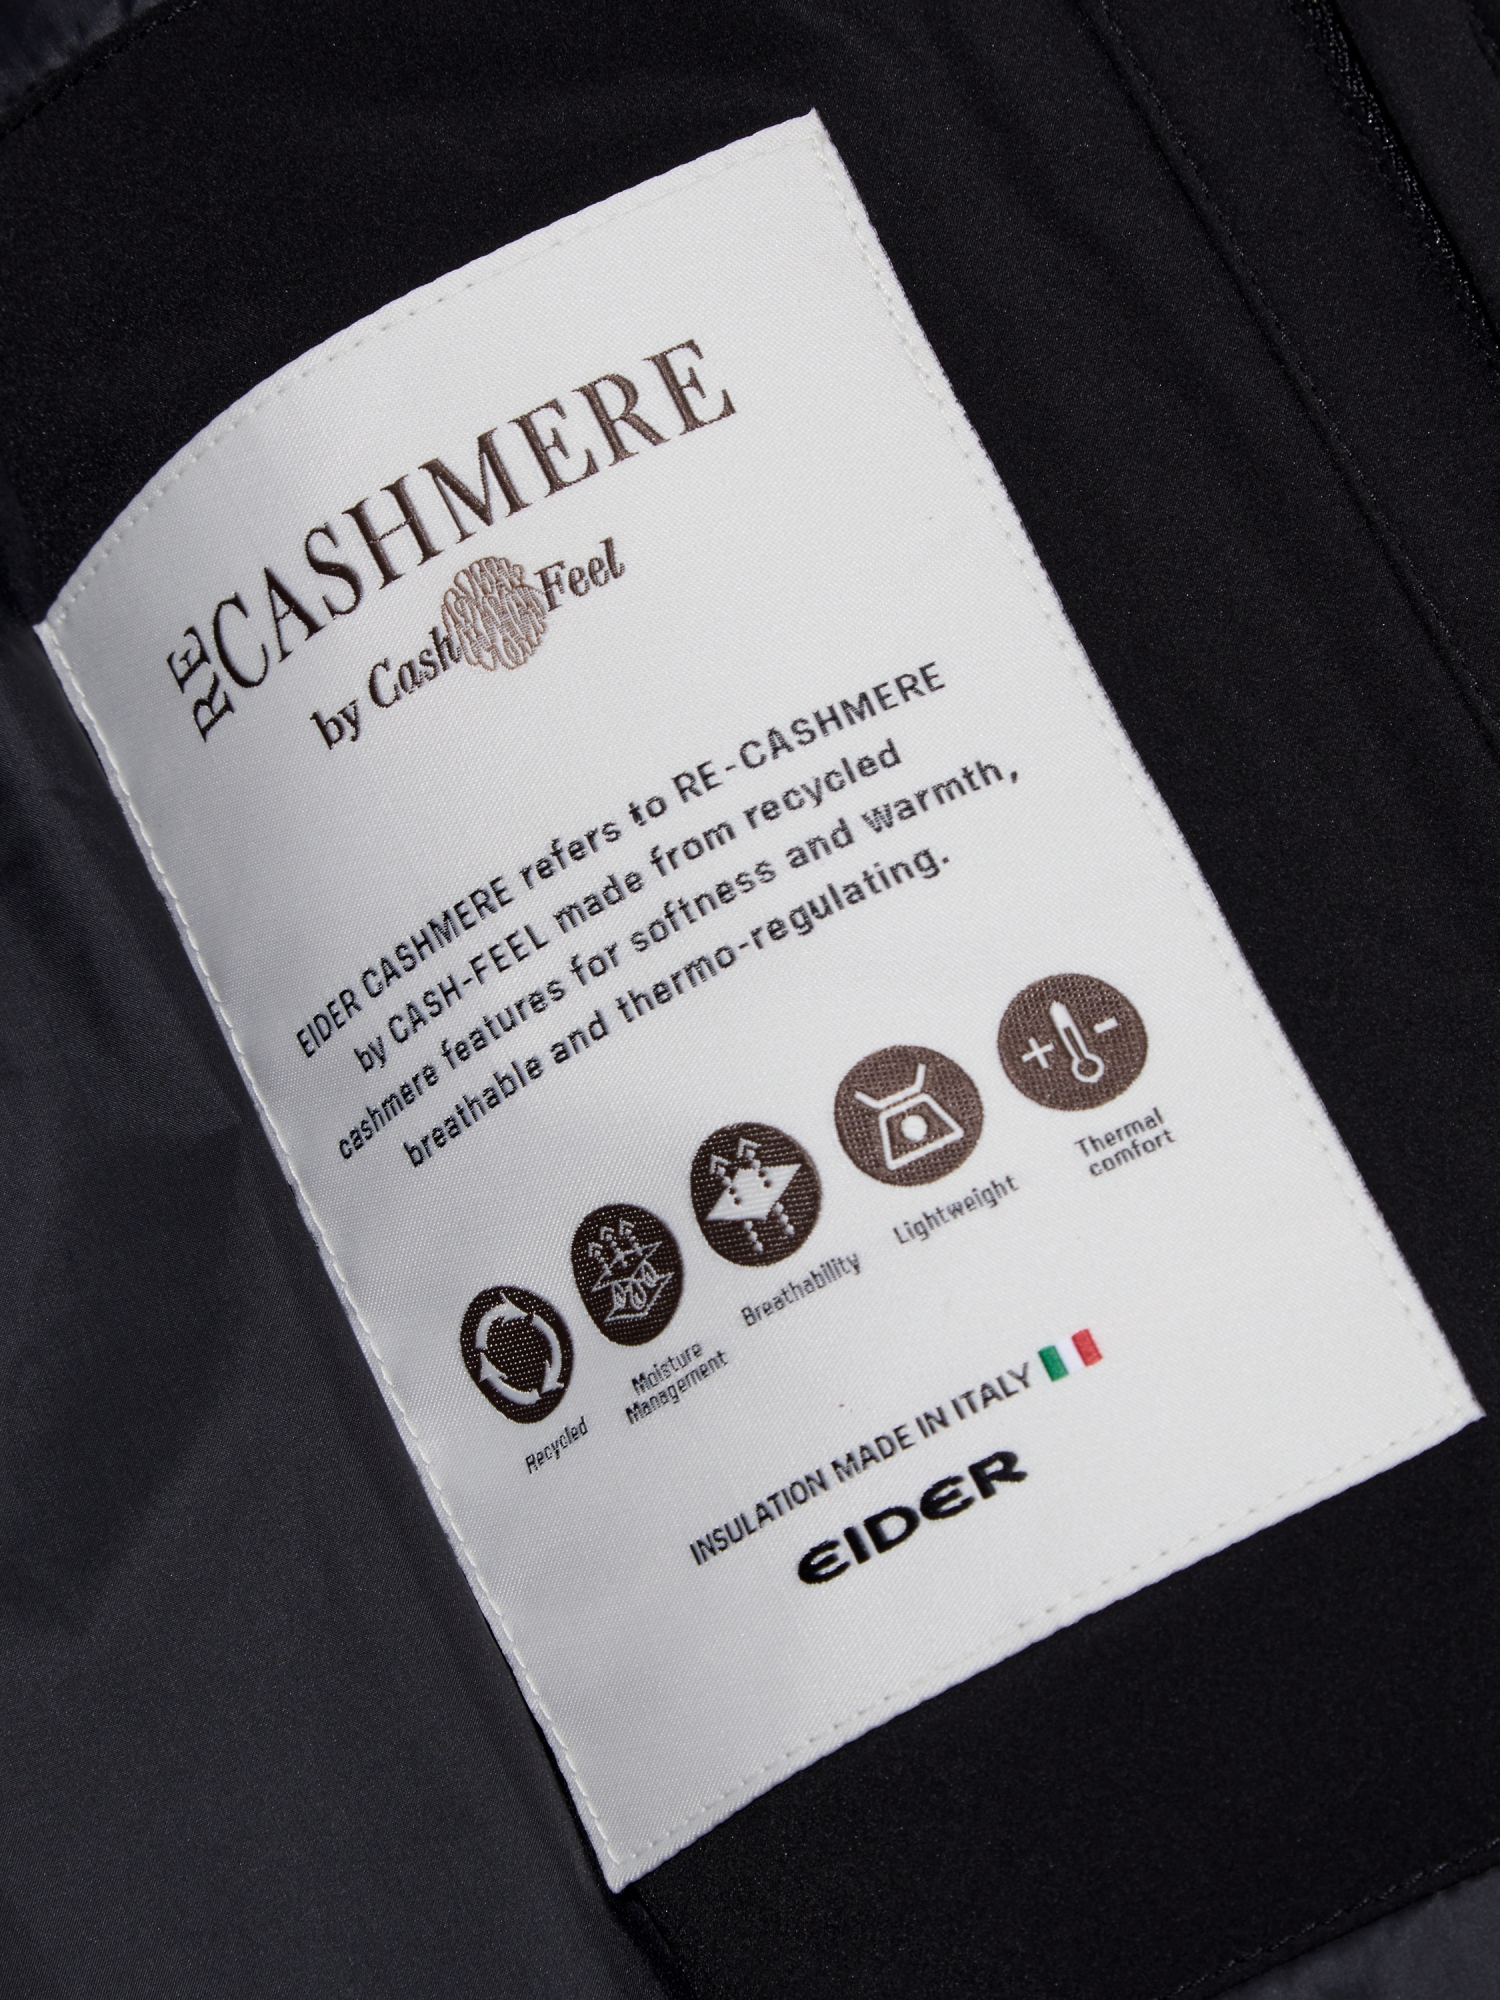 RE CASHMERE
by Cash Feel
EIDER CASHMERE refers to RE-CASHMERE
by CASH-FEEL made from recycled
cashmere features for softness and warmth,
breathable and thermo-regulating.
Recycled
Moisture
Management
Breathability
Lightweight
Thermal
comfort
INSULATION MADE IN ITALY
EIDER